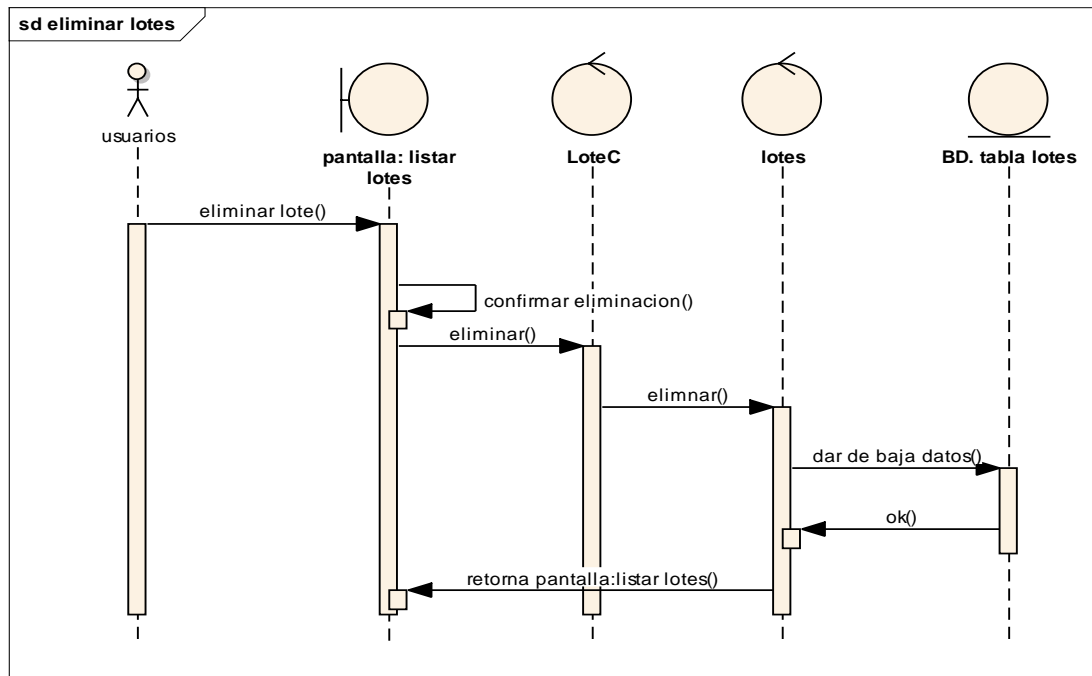 sd eliminar lotes
usuarios
pantalla: listar
lotes
LoteC
lotes
BD. tabla lotes
eliminar lote()
confirmar eliminacion()
eliminar()
elimnar()
dar de baja datos()
ok()
retorna pantalla:listar lotes()